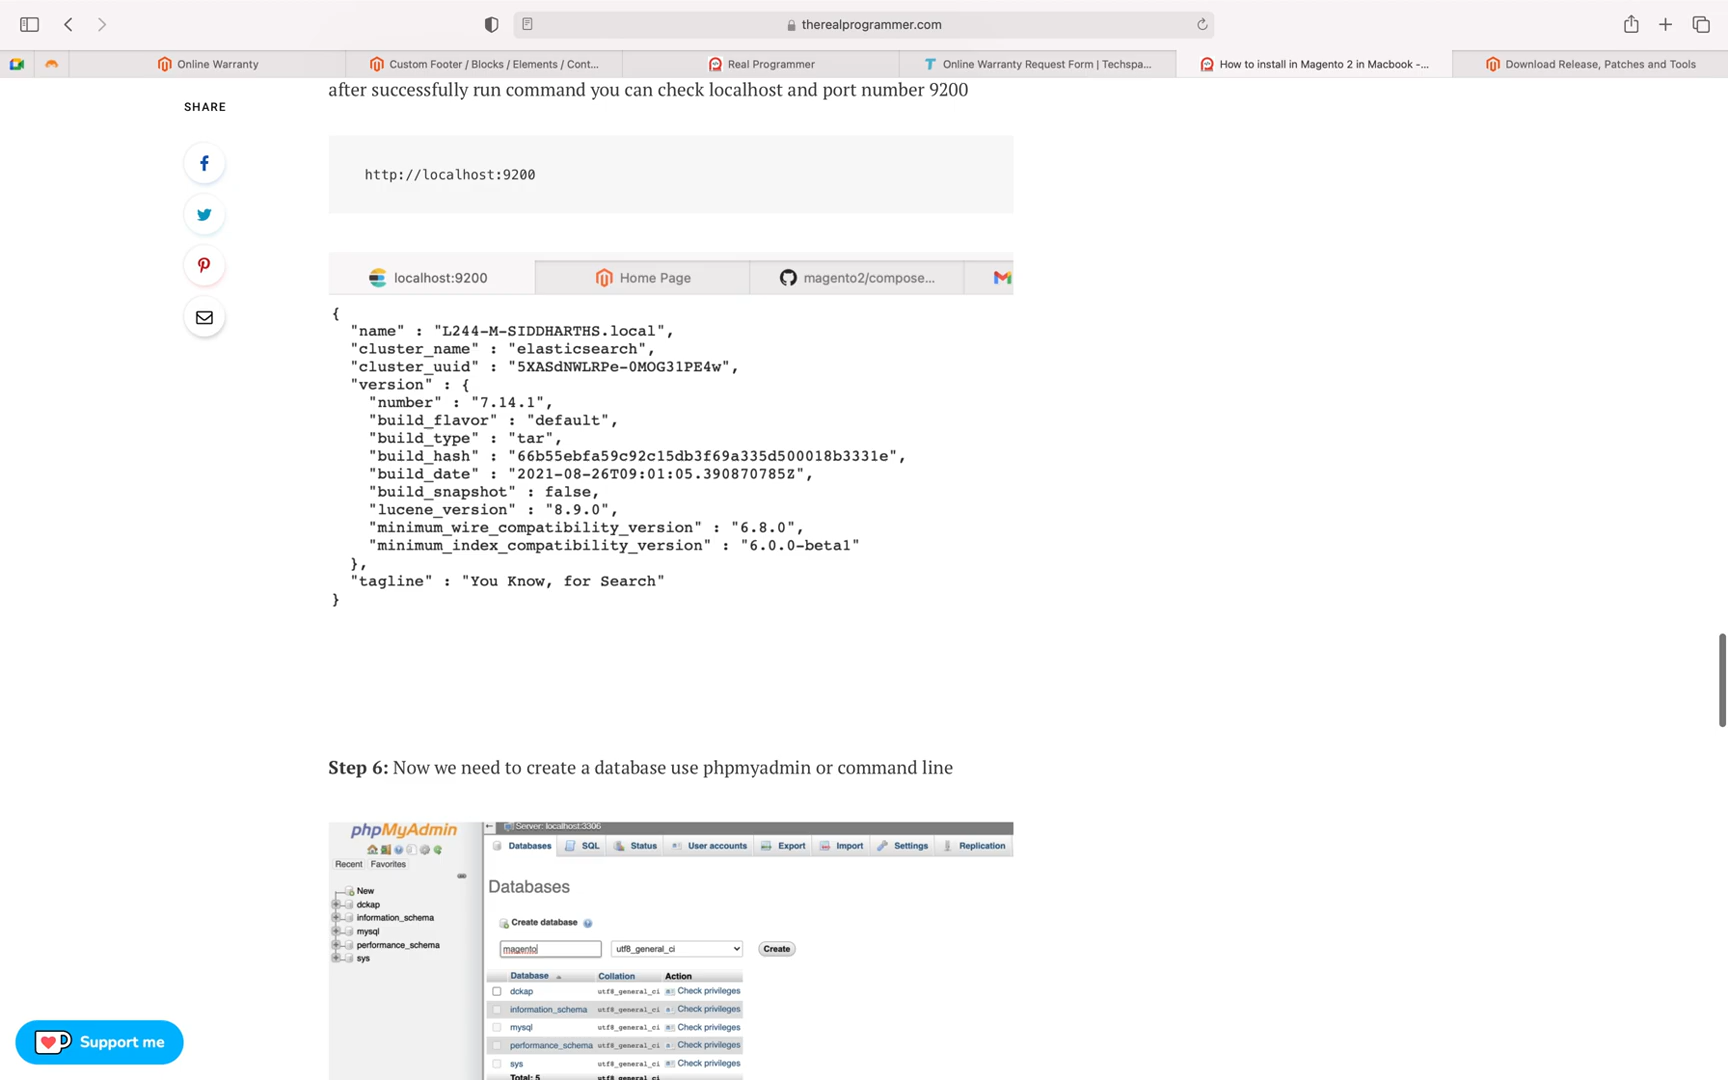 therealprogrammer.com
Online Warranty
Custom Footer / Blocks / Elements / Cont...
Real Programmer
Online Warranty Request Form | Techspa...
How to install in Magento 2 in Macbook -...
Download Release, Patches and Tools
after successfully run command you can check localhost and port number 9200
SHARE
http://localhost:9200
localhost:9200
Home Page
magento2/compose...
{
"name" : "L244-M-SIDDHARTHS.local",
"cluster_name" : "elasticsearch",
"cluster_uuid" : "5XASdNWLRPe-0MOG31PE4w",
"version" : {
"number" : "7.14.1",
"build_flavor" : "default",
"build_type" : "tar",
"build_hash" : "66b55ebfa59c92c15db3f69a335d500018b3331e",
"build_date" : "2021-08-26T09:01:05.390870785Z",
"build_snapshot" : false,
"lucene_version" : "8.9.0",
"minimum_wire_compatibility_version" : "6.8.0",
"minimum_index_compatibility_version" : "6.0.0-beta1"
},
"tagline" : "You Know, for Search"
}
Step 6: Now we need to create a database use phpmyadmin or command line
phpMyAdmin
Recent Favorites
New
dckap
information_schema
mysql
performance_schema
sys
Server: localhost:3306
Databases SQL Status User accounts Export Import Settings Replication
Databases
Create database
magento utf8_general_ci Create
Database Collation Action
dckap utf8_general_ci Check privileges
information_schema utf8_general_ci Check privileges
mysql utf8_general_ci Check privileges
performance_schema utf8_general_ci Check privileges
sys utf8_general_ci Check privileges
Total: 5 utf8_general_ci
Support me